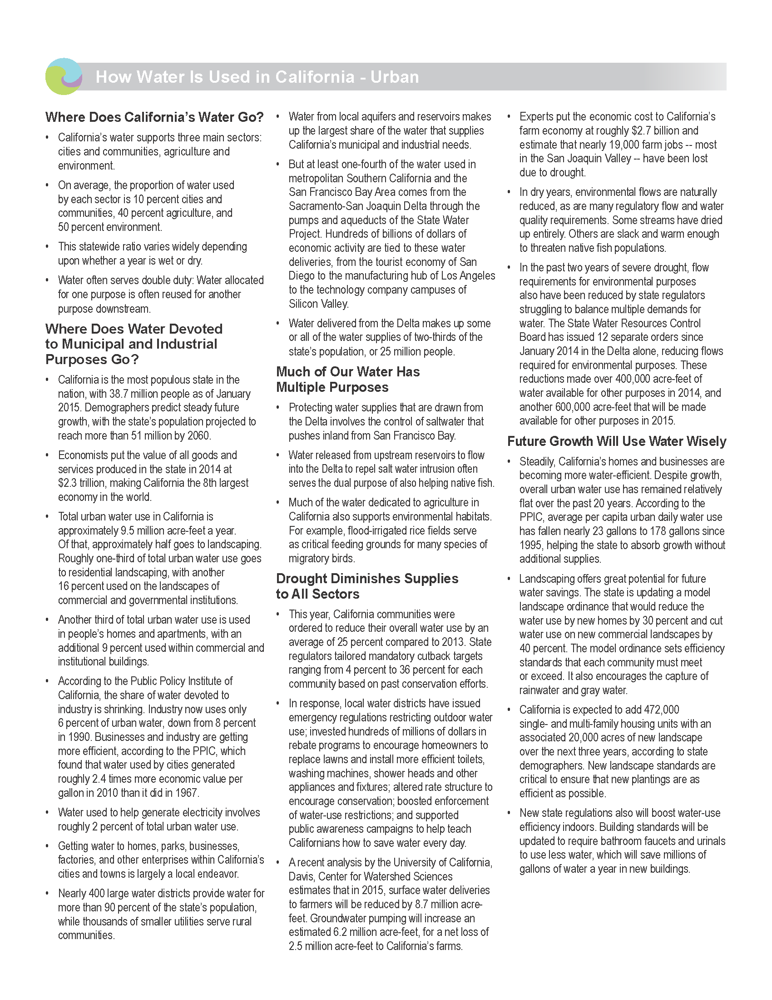 How Water Is Used in California - Urban
Where Does California’s Water Go?
• California’s water supports three main sectors:
cities and communities, agriculture and
environment.
• On average, the proportion of water used
by each sector is 10 percent cities and
communities, 40 percent agriculture, and
50 percent environment.
• This statewide ratio varies widely depending
upon whether a year is wet or dry.
• Water often serves double duty: Water allocated
for one purpose is often reused for another
purpose downstream.
Where Does Water Devoted
to Municipal and Industrial
Purposes Go?
• California is the most populous state in the
nation, with 38.7 million people as of January
2015. Demographers predict steady future
growth, with the state’s population projected to
reach more than 51 million by 2060.
• Economists put the value of all goods and
services produced in the state in 2014 at
$2.3 trillion, making California the 8th largest
economy in the world.
• Total urban water use in California is
approximately 9.5 million acre-feet a year.
Of that, approximately half goes to landscaping.
Roughly one-third of total urban water use goes
to residential landscaping, with another
16 percent used on the landscapes of
commercial and governmental institutions.
• Another third of total urban water use is used
in people’s homes and apartments, with an
additional 9 percent used within commercial and
institutional buildings.
• According to the Public Policy Institute of
California, the share of water devoted to
industry is shrinking. Industry now uses only
6 percent of urban water, down from 8 percent
in 1990. Businesses and industry are getting
more efficient, according to the PPIC, which
found that water used by cities generated
roughly 2.4 times more economic value per
gallon in 2010 than it did in 1967.
• Water used to help generate electricity involves
roughly 2 percent of total urban water use.
• Getting water to homes, parks, businesses,
factories, and other enterprises within California’s
cities and towns is largely a local endeavor.
• Nearly 400 large water districts provide water for
more than 90 percent of the state’s population,
while thousands of smaller utilities serve rural
communities.
• Water from local aquifers and reservoirs makes
up the largest share of the water that supplies
California’s municipal and industrial needs.
• But at least one-fourth of the water used in
metropolitan Southern California and the
San Francisco Bay Area comes from the
Sacramento-San Joaquin Delta through the
pumps and aqueducts of the State Water
Project. Hundreds of billions of dollars of
economic activity are tied to these water
deliveries, from the tourist economy of San
Diego to the manufacturing hub of Los Angeles
to the technology company campuses of
Silicon Valley.
• Water delivered from the Delta makes up some
or all of the water supplies of two-thirds of the
state’s population, or 25 million people.
Much of Our Water Has
Multiple Purposes
• Protecting water supplies that are drawn from
the Delta involves the control of saltwater that
pushes inland from San Francisco Bay.
• Water released from upstream reservoirs to flow
into the Delta to repel salt water intrusion often
serves the dual purpose of also helping native fish.
• Much of the water dedicated to agriculture in
California also supports environmental habitats.
For example, flood-irrigated rice fields serve
as critical feeding grounds for many species of
migratory birds.
Drought Diminishes Supplies
to All Sectors
• This year, California communities were
ordered to reduce their overall water use by an
average of 25 percent compared to 2013. State
regulators tailored mandatory cutback targets
ranging from 4 percent to 36 percent for each
community based on past conservation efforts.
• In response, local water districts have issued
emergency regulations restricting outdoor water
use; invested hundreds of millions of dollars in
rebate programs to encourage homeowners to
replace lawns and install more efficient toilets,
washing machines, shower heads and other
appliances and fixtures; altered rate structure to
encourage conservation; boosted enforcement
of water-use restrictions; and supported
public awareness campaigns to help teach
Californians how to save water every day.
• A recent analysis by the University of California,
Davis, Center for Watershed Sciences
estimates that in 2015, surface water deliveries
to farmers will be reduced by 8.7 million acre-
feet. Groundwater pumping will increase an
estimated 6.2 million acre-feet, for a net loss of
2.5 million acre-feet to California’s farms.
• Experts put the economic cost to California’s
farm economy at roughly $2.7 billion and
estimate that nearly 19,000 farm jobs -- most
in the San Joaquin Valley -- have been lost
due to drought.
• In dry years, environmental flows are naturally
reduced, as are many regulatory flow and water
quality requirements. Some streams have dried
up entirely. Others are slack and warm enough
to threaten native fish populations.
• In the past two years of severe drought, flow
requirements for environmental purposes
also have been reduced by state regulators
struggling to balance multiple demands for
water. The State Water Resources Control
Board has issued 12 separate orders since
January 2014 in the Delta alone, reducing flows
required for environmental purposes. These
reductions made over 400,000 acre-feet of
water available for other purposes in 2014, and
another 600,000 acre-feet that will be made
available for other purposes in 2015.
Future Growth Will Use Water Wisely
• Steadily, California’s homes and businesses are
becoming more water-efficient. Despite growth,
overall urban water use has remained relatively
flat over the past 20 years. According to the
PPIC, average per capita urban daily water use
has fallen nearly 23 gallons to 178 gallons since
1995, helping the state to absorb growth without
additional supplies.
• Landscaping offers great potential for future
water savings. The state is updating a model
landscape ordinance that would reduce the
water use by new homes by 30 percent and cut
water use on new commercial landscapes by
40 percent. The model ordinance sets efficiency
standards that each community must meet
or exceed. It also encourages the capture of
rainwater and gray water.
• California is expected to add 472,000
single- and multi-family housing units with an
associated 20,000 acres of new landscape
over the next three years, according to state
demographers. New landscape standards are
critical to ensure that new plantings are as
efficient as possible.
• New state regulations also will boost water-use
efficiency indoors. Building standards will be
updated to require bathroom faucets and urinals
to use less water, which will save millions of
gallons of water a year in new buildings.